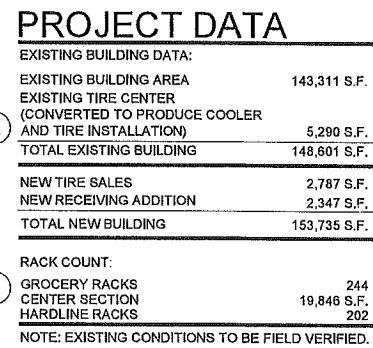 PROJECT DATA
EXISTING BUILDING DATA:
EXISTING BUILDING AREA 143,311 S.F.
EXISTING TIRE CENTER
(CONVERTED TO PRODUCE COOLER
AND TIRE INSTALLATION) 5,290 S.F.
TOTAL EXISTING BUILDING 148,601 S.F.
NEW TIRE SALES 2,787 S.F.
NEW RECEIVING ADDITION 2,347 S.F.
TOTAL NEW BUILDING 153,735 S.F.
RACK COUNT:
GROCERY RACKS 244
CENTER SECTION 19,846 S.F.
HARDLINE RACKS 202
NOTE: EXISTING CONDITIONS TO BE FIELD VERIFIED.